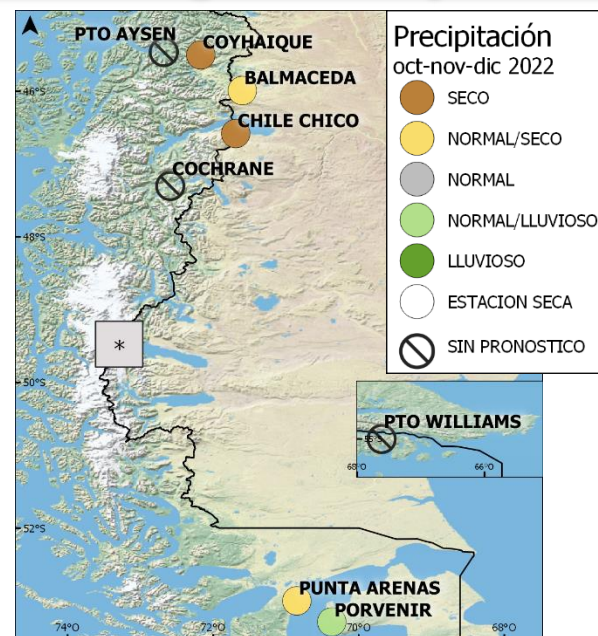 PTO AYSEN
COYHAIQUE
BALMACEDA
46°S
CHILE CHICO
COCHRANE
48°S
*
50°S
52°S
PUNTA ARENAS
PORVENIR
74°O
72°O
70°O
68°O
Precipitación
oct-nov-dic 2022
SECO
NORMAL/SECO
NORMAL
NORMAL/LLUVIOSO
LLUVIOSO
ESTACION SECA
SIN PRONOSTICO
PTO WILLIAMS
55°S
68°O
66°O